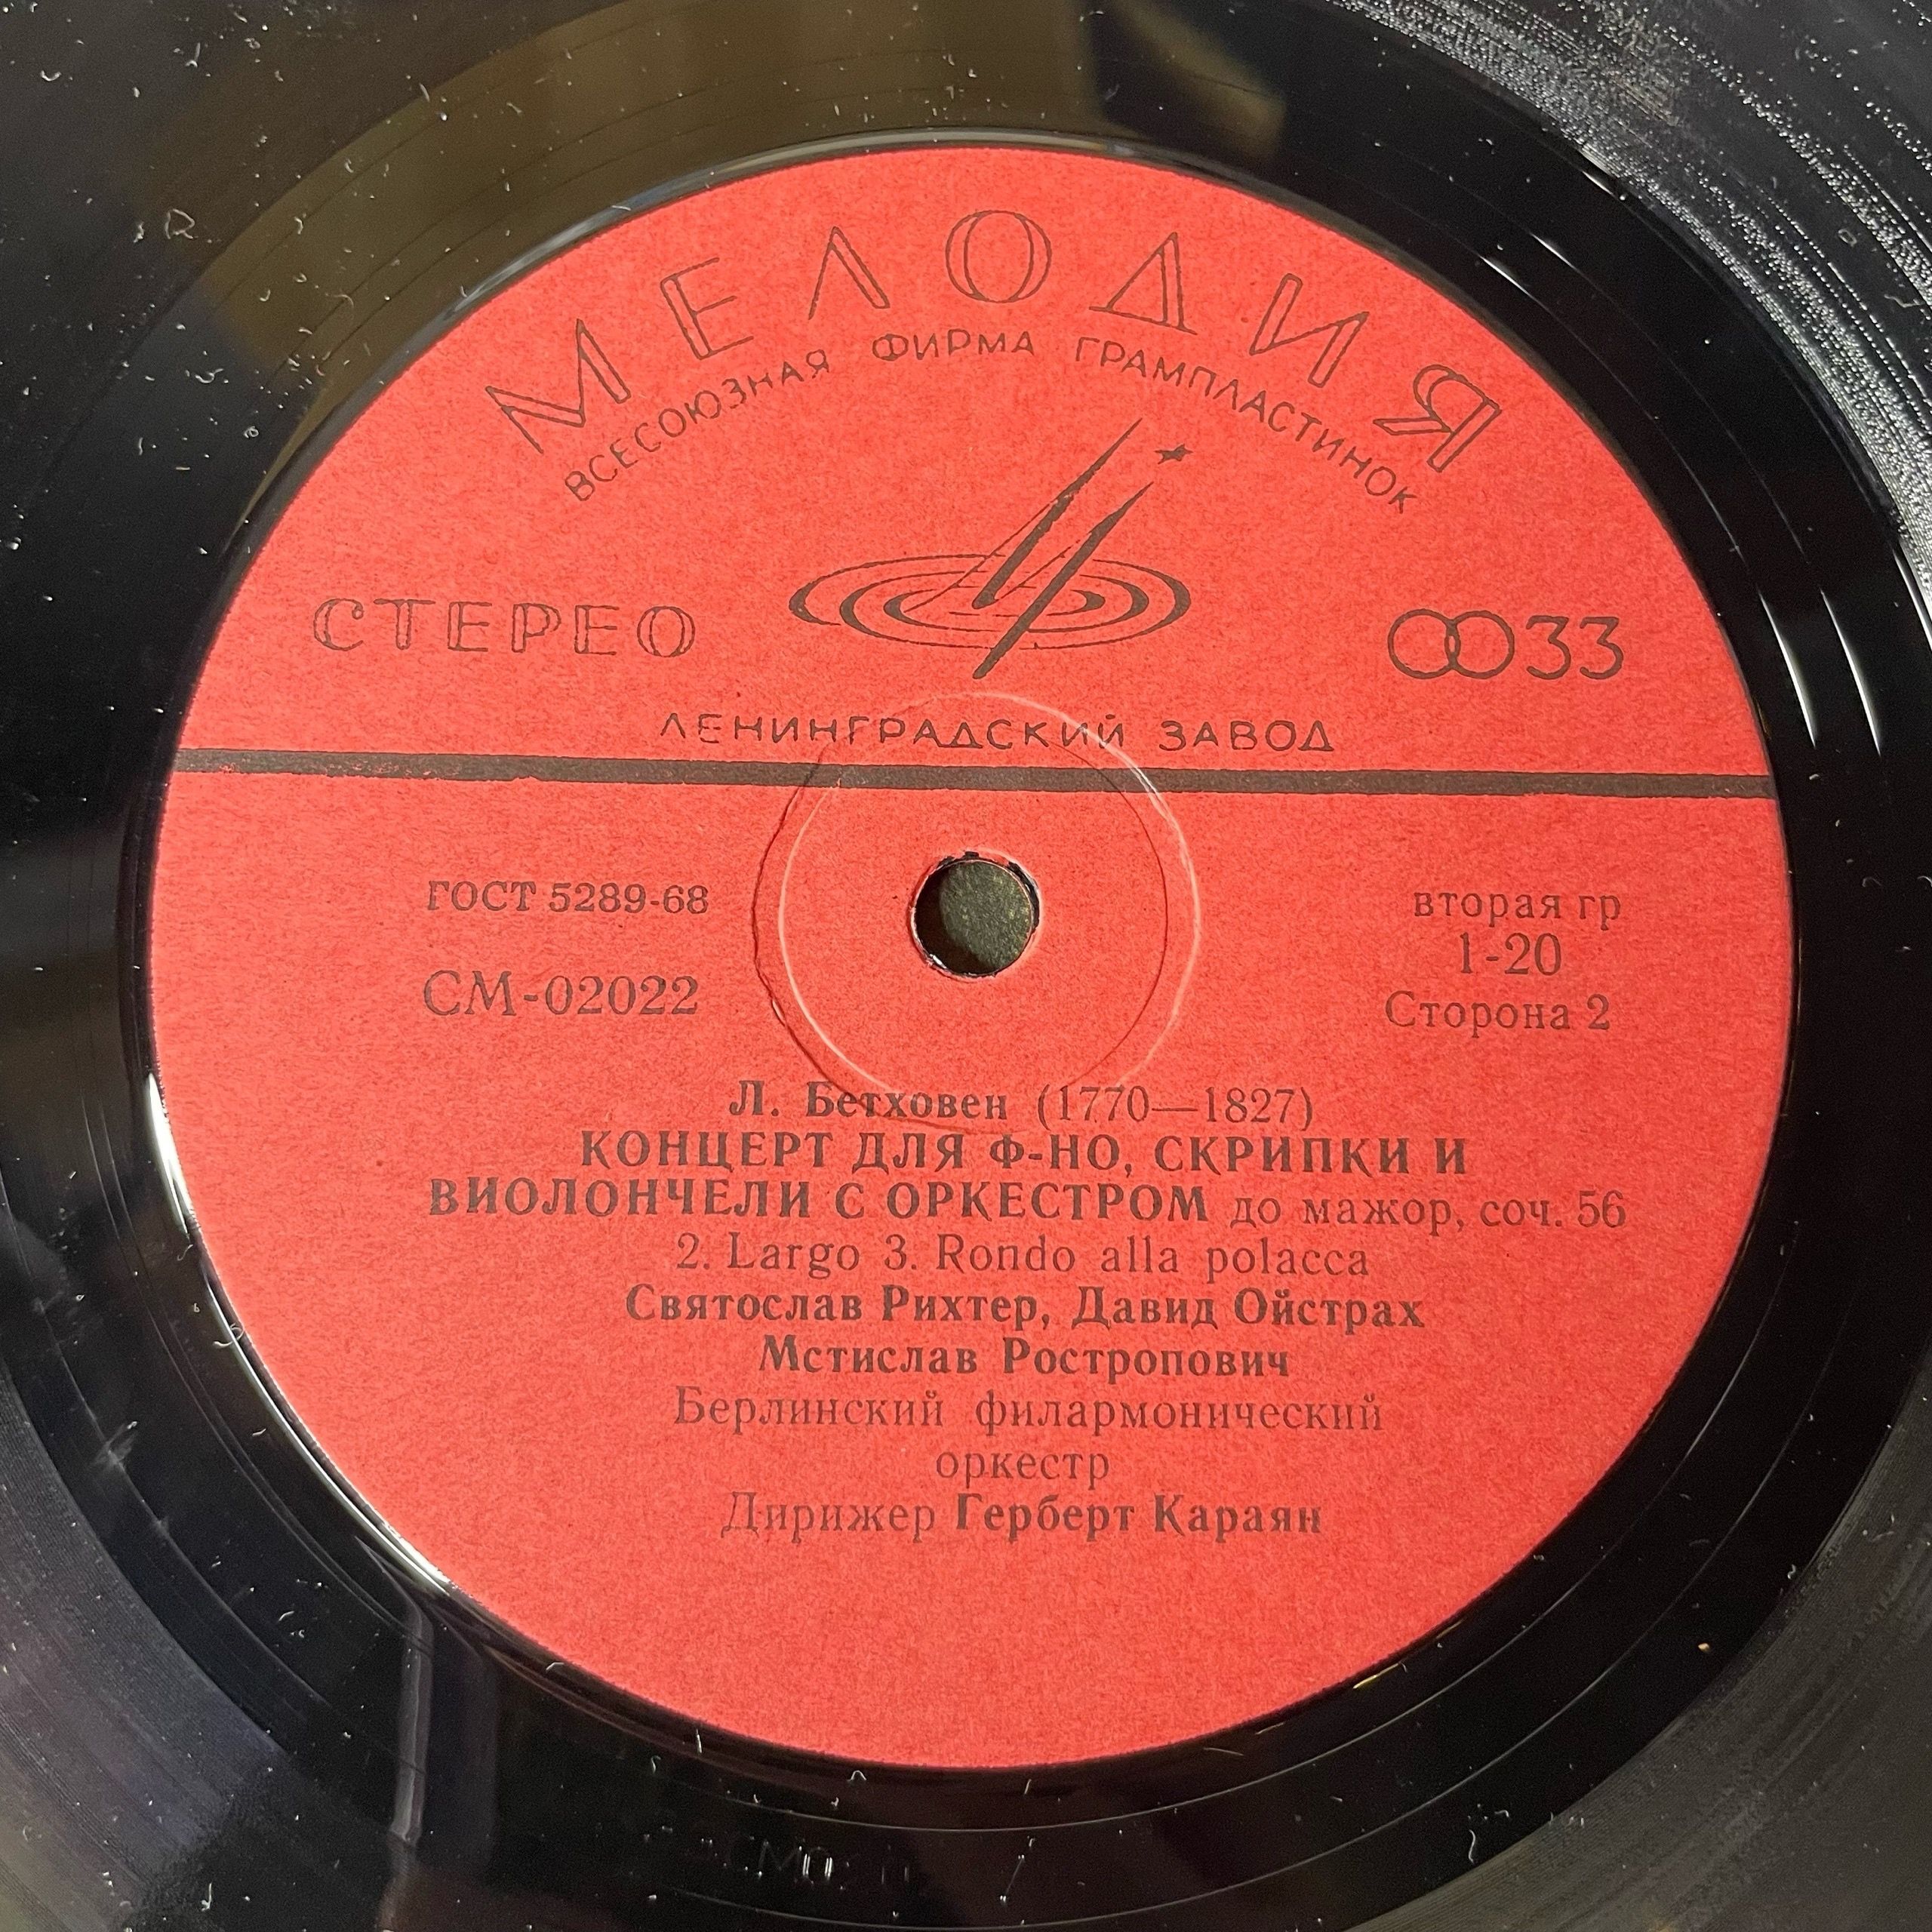 МЕЛОДИЯ
ВСЕСОЮЗНАЯ ФИРМА ГРАМПЛАСТИНОК
СТЕРЕО
33
ЛЕНИНГРАДСКИЙ ЗАВОД
ГОСТ 5289-68
вторая гр
1-20
СМ-02022
Сторона 2
Л. Бетховен (1770—1827)
КОНЦЕРТ ДЛЯ Ф-НО, СКРИПКИ И
ВИОЛОНЧЕЛИ С ОРКЕСТРОМ до мажор, соч. 56
2. Largo 3. Rondo alla polacca
Святослав Рихтер, Давид Ойстрах
Мстислав Ростропович
Берлинский филармонический
оркестр
Дирижер Герберт Караян